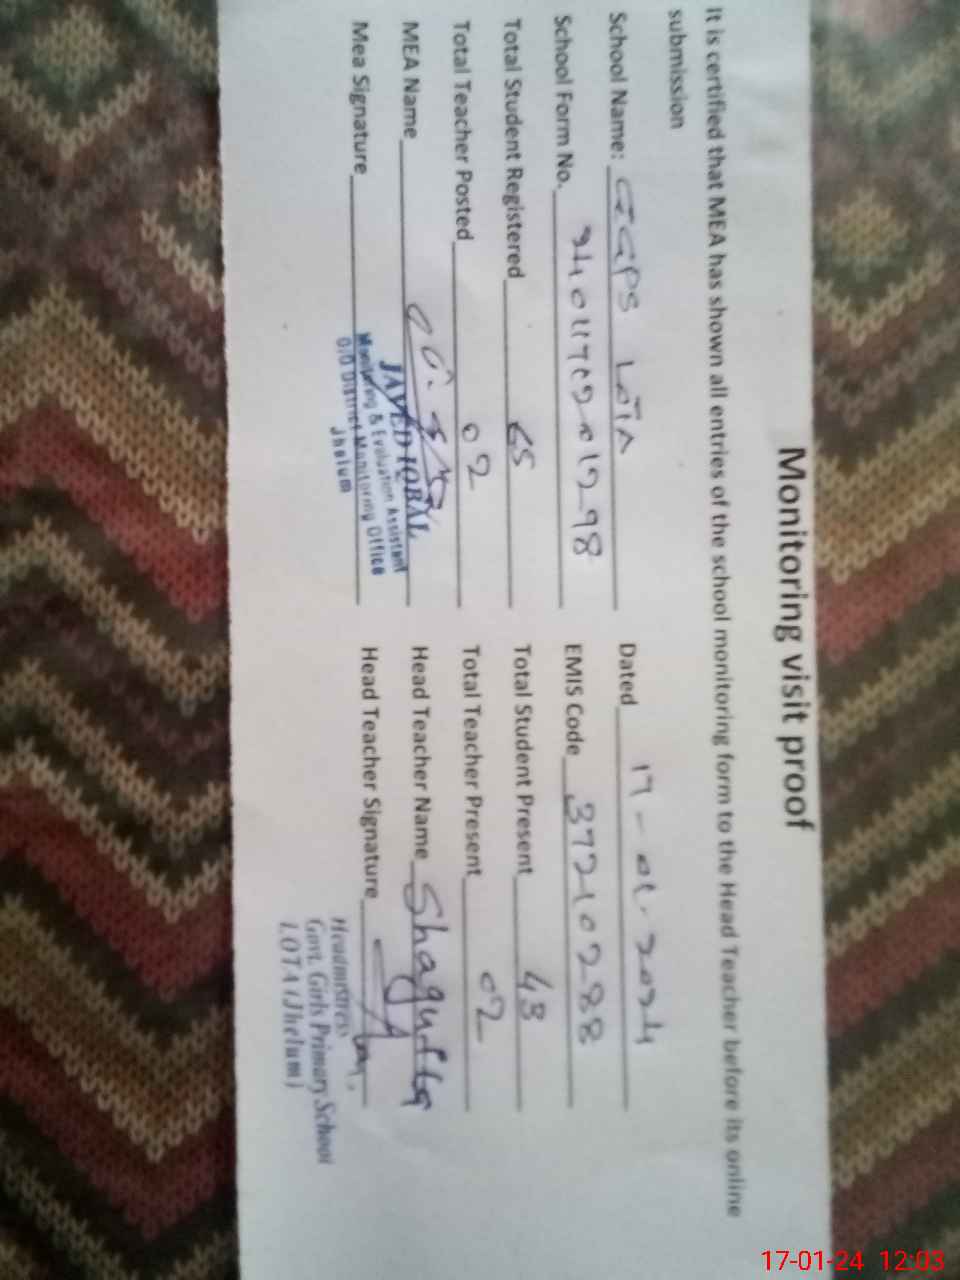 Monitoring visit proof
It is certified that MEA has shown all entries of the school monitoring form to the Head Teacher before its online
submission
School Name: GGPS LOTA Dated 17-01-2024
School Form No. EMIS Code 37210288
Total Student Registered 65 Total Student Present 43
Total Teacher Posted 02 Total Teacher Present 02
MEA Name Head Teacher Name Shagufta
JAVED IQBAL
Monitoring & Evaluation Assistant
O/O District Monitoring Office
Jhelum
Mea Signature Head Teacher Signature
Headmistress
Govt. Girls Primary School
LOTA (Jhelum)
17-01-24 12:03